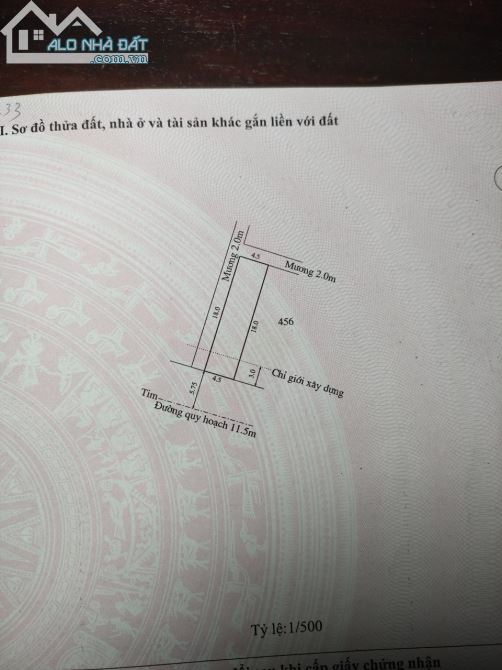 ALO NHÀ ĐẤT
.com.vn
.33
I. Sơ đồ thửa đất, nhà ở và tài sản khác gắn liền với đất
Mương 2.0m
4.5
Mương 2.0m
18.0
18.0
456
3.0
Chỉ giới xây dựng
4.5
5.75
Tim
Đường quy hoạch 11.5m
Tỷ lệ:1/500
khi cấp giấy chứng nhận